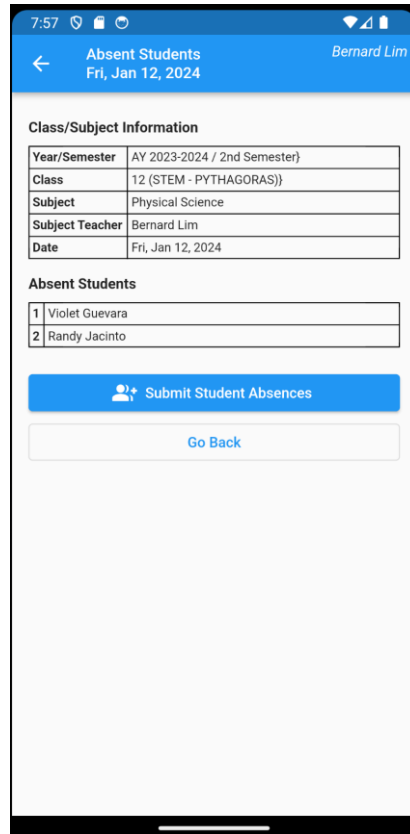 7:57
Absent Students
Bernard Lim
Fri, Jan 12, 2024
Class/Subject Information
Year/Semester AY 2023-2024 / 2nd Semester}
Class 12 (STEM - PYTHAGORAS)}
Subject Physical Science
Subject Teacher Bernard Lim
Date Fri, Jan 12, 2024
Absent Students
1 Violet Guevara
2 Randy Jacinto
Submit Student Absences
Go Back